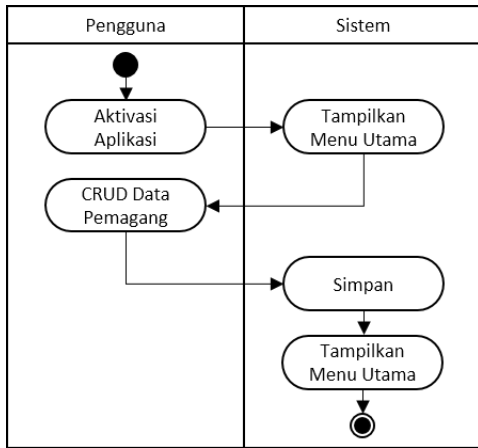 Pengguna
Sistem
Aktivasi
Aplikasi
Tampilkan
Menu Utama
CRUD Data
Pemagang
Simpan
Tampilkan
Menu Utama